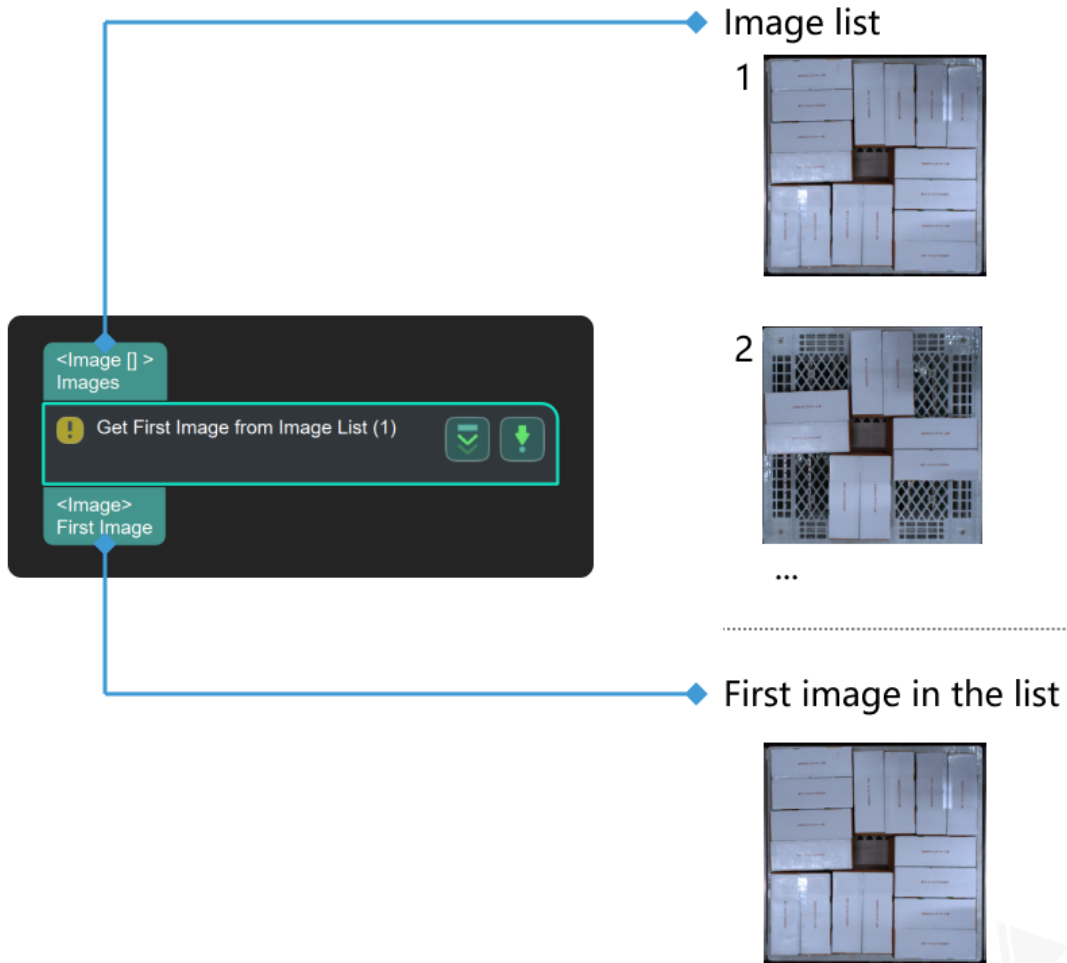 Image list
1
2
...
<Image [] >
Images
Get First Image from Image List (1)
<Image>
First Image
First image in the list